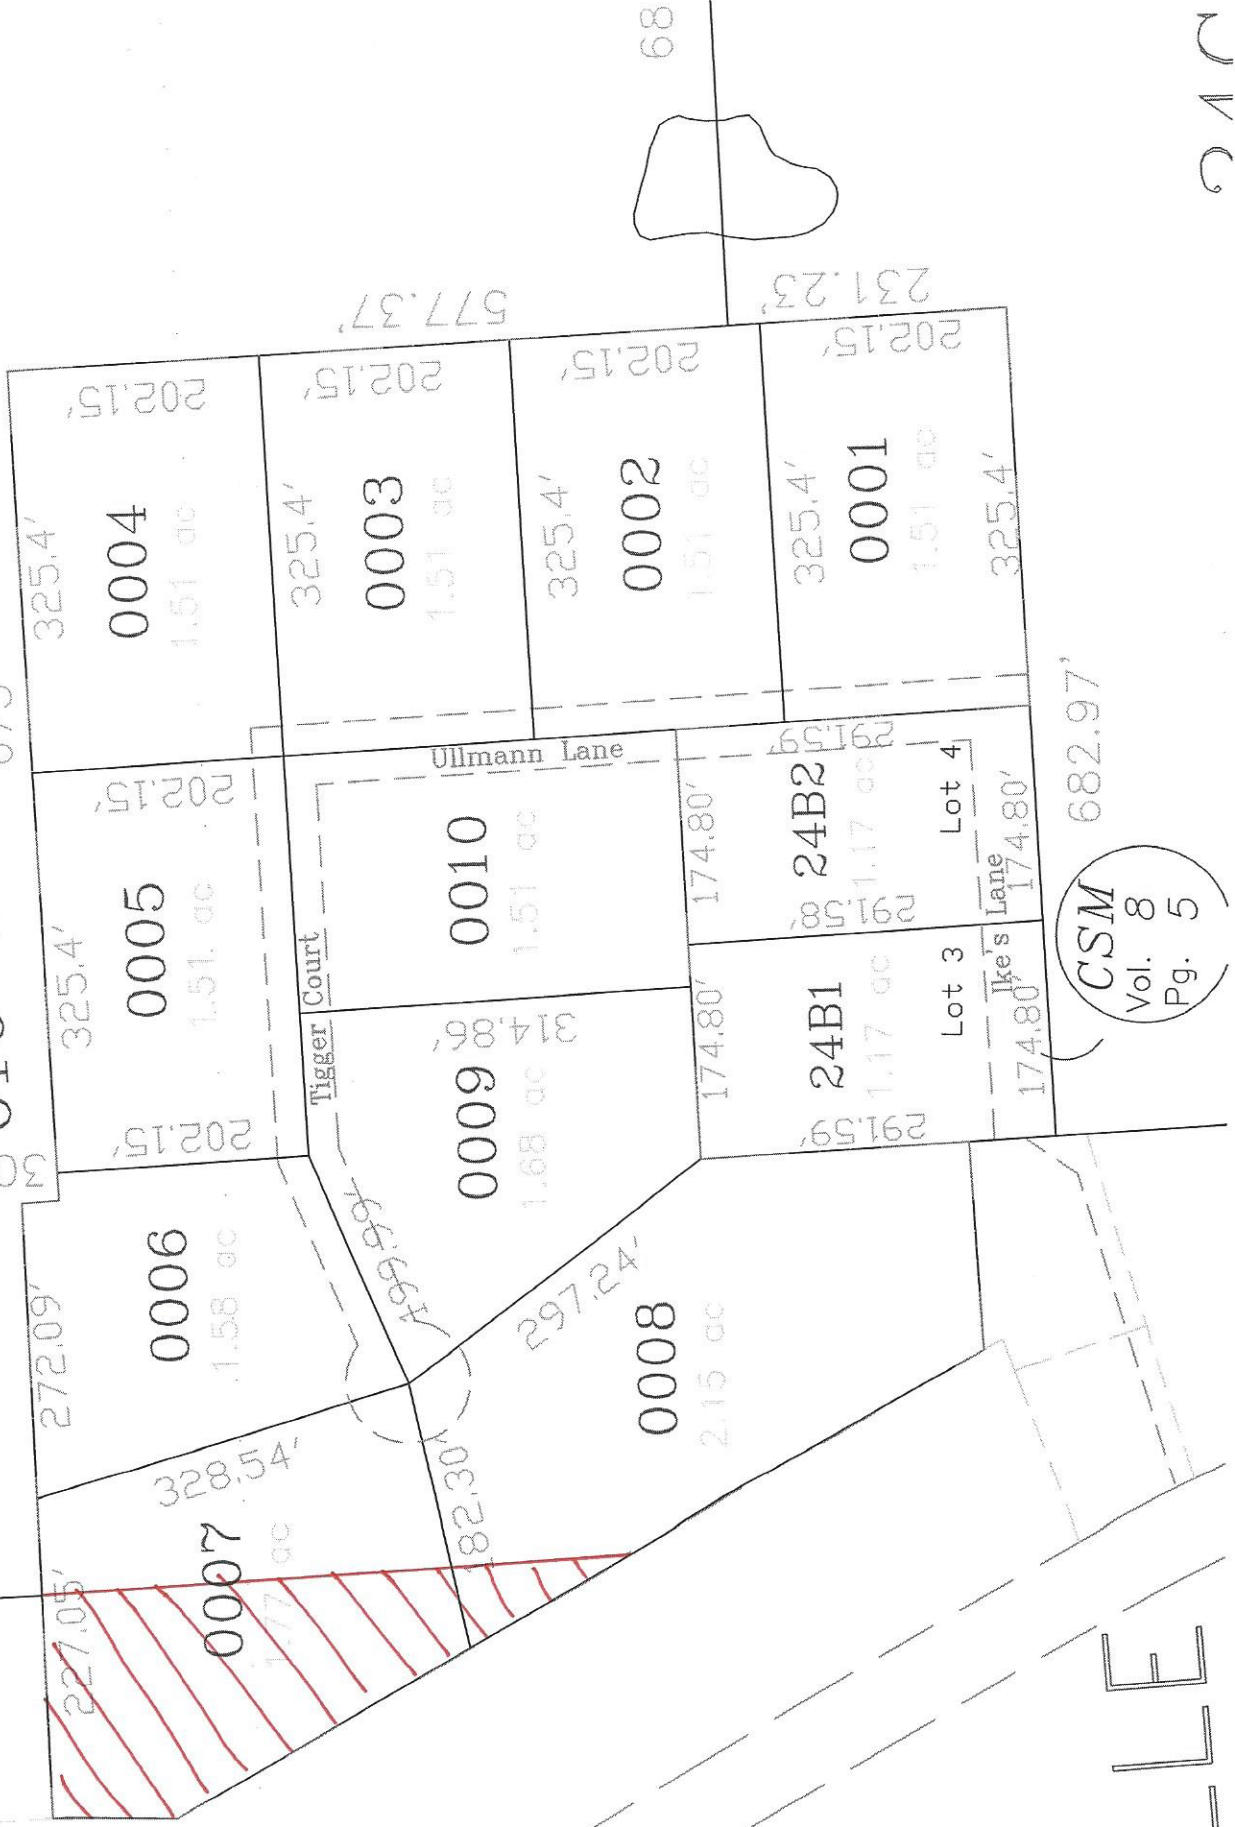 68
577.37'
231.23'
202.15'
202.15'
202.15'
202.15'
325.4'
0004
1.51 ac
325.4'
0003
1.51 ac
325.4'
0002
1.51 ac
325.4'
0001
1.51 ac
325.4'
202.15'
325.4'
0005
1.51 ac
202.15'
Ullmann Lane
Tigger Court
0010
1.51 ac
174.80'
291.59'
24B2
1.17 ac
Lot 4
174.80'
682.97'
291.58'
Ike's Lane
314.86'
0009
1.68 ac
174.80'
24B1
1.17 ac
Lot 3
174.80'
291.59'
CSM
Vol. 8
Pg. 5
30
272.09'
0006
1.58 ac
199.99'
297.24'
0008
2.15 ac
328.54'
182.30'
227.05'
0007
1.77 ac
LLE